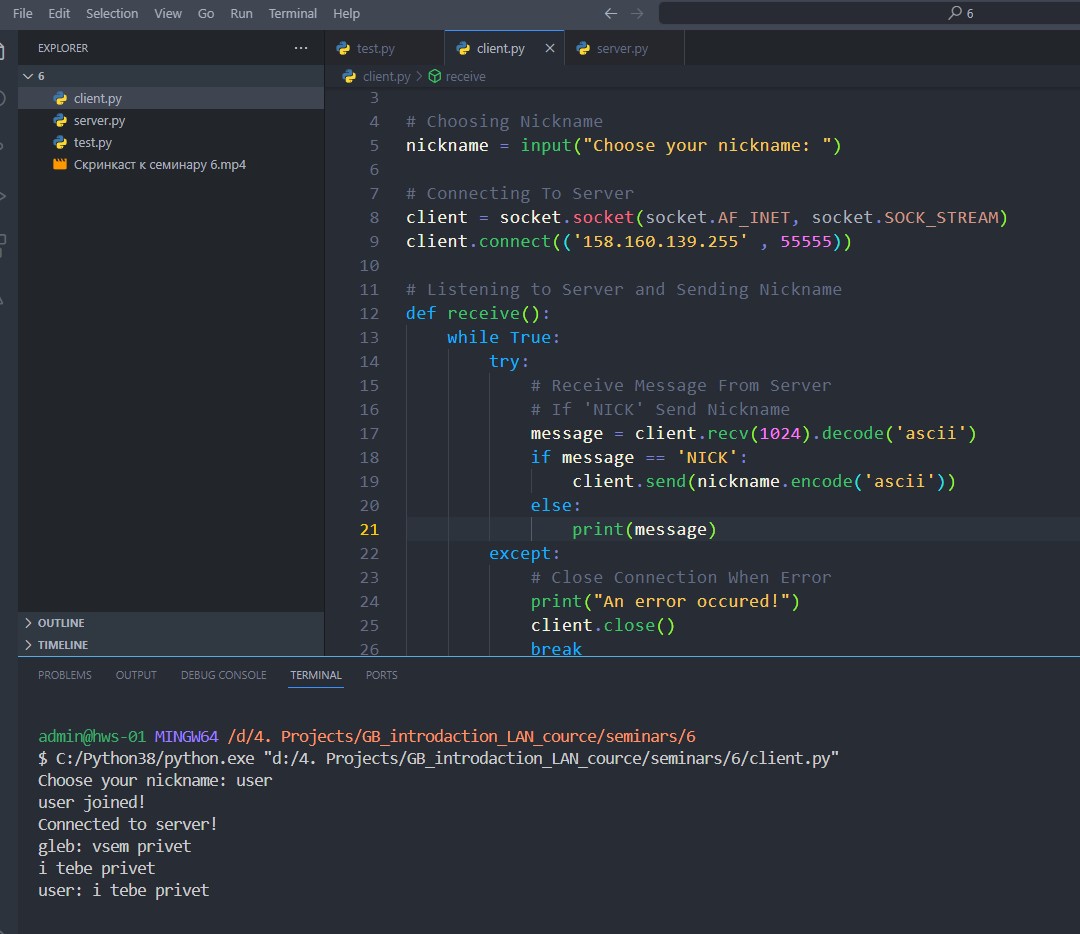 File Edit Selection View Go Run Terminal Help ← → 6
EXPLORER ···
test.py client.py × server.py
6
client.py > receive
client.py
server.py
test.py
Скринкаст к семинару 6.mp4
3
4 # Choosing Nickname
5 nickname = input("Choose your nickname: ")
6
7 # Connecting To Server
8 client = socket.socket(socket.AF_INET, socket.SOCK_STREAM)
9 client.connect(('158.160.139.255' , 55555))
10
11 # Listening to Server and Sending Nickname
12 def receive():
13 while True:
14 try:
15 # Receive Message From Server
16 # If 'NICK' Send Nickname
17 message = client.recv(1024).decode('ascii')
18 if message == 'NICK':
19 client.send(nickname.encode('ascii'))
20 else:
21 print(message)
22 except:
23 # Close Connection When Error
24 print("An error occured!")
25 client.close()
26 break
OUTLINE
TIMELINE
PROBLEMS OUTPUT DEBUG CONSOLE TERMINAL PORTS
admin@hws-01 MINGW64 /d/4. Projects/GB_introdaction_LAN_cource/seminars/6
$ C:/Python38/python.exe "d:/4. Projects/GB_introdaction_LAN_cource/seminars/6/client.py"
Choose your nickname: user
user joined!
Connected to server!
gleb: vsem privet
i tebe privet
user: i tebe privet